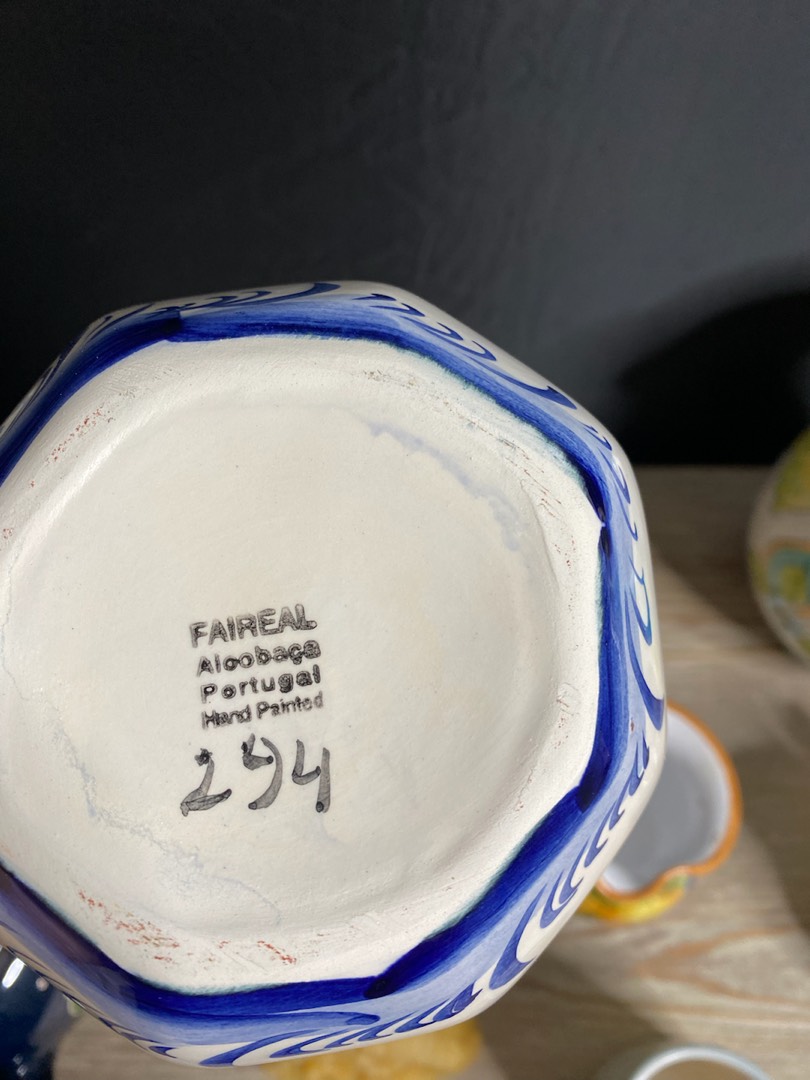 FAIREAL
Alcobaça
Portugal
Hand Painted
294